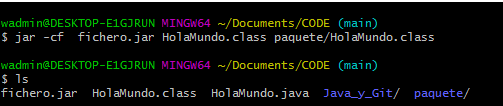 wadmin@DESKTOP-E1GJRUN MINGW64 ~/Documents/CODE (main)
$ jar -cf  fichero.jar HolaMundo.class paquete/HolaMundo.class
wadmin@DESKTOP-E1GJRUN MINGW64 ~/Documents/CODE (main)
$ ls
fichero.jar  HolaMundo.class  HolaMundo.java  Java_y_Git/  paquete/